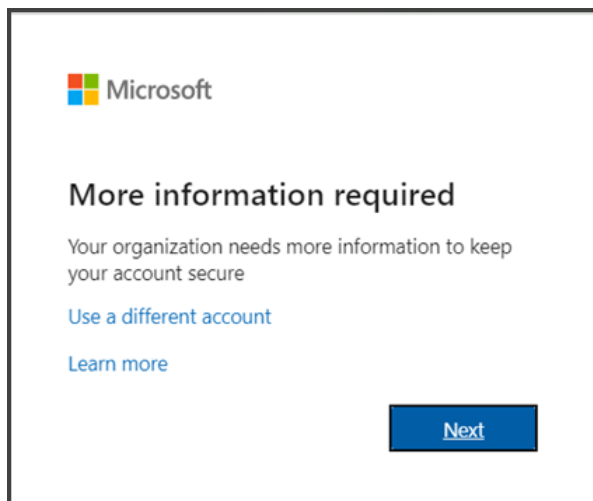 Microsoft
More information required
Your organization needs more information to keep
your account secure
Use a different account
Learn more
Next